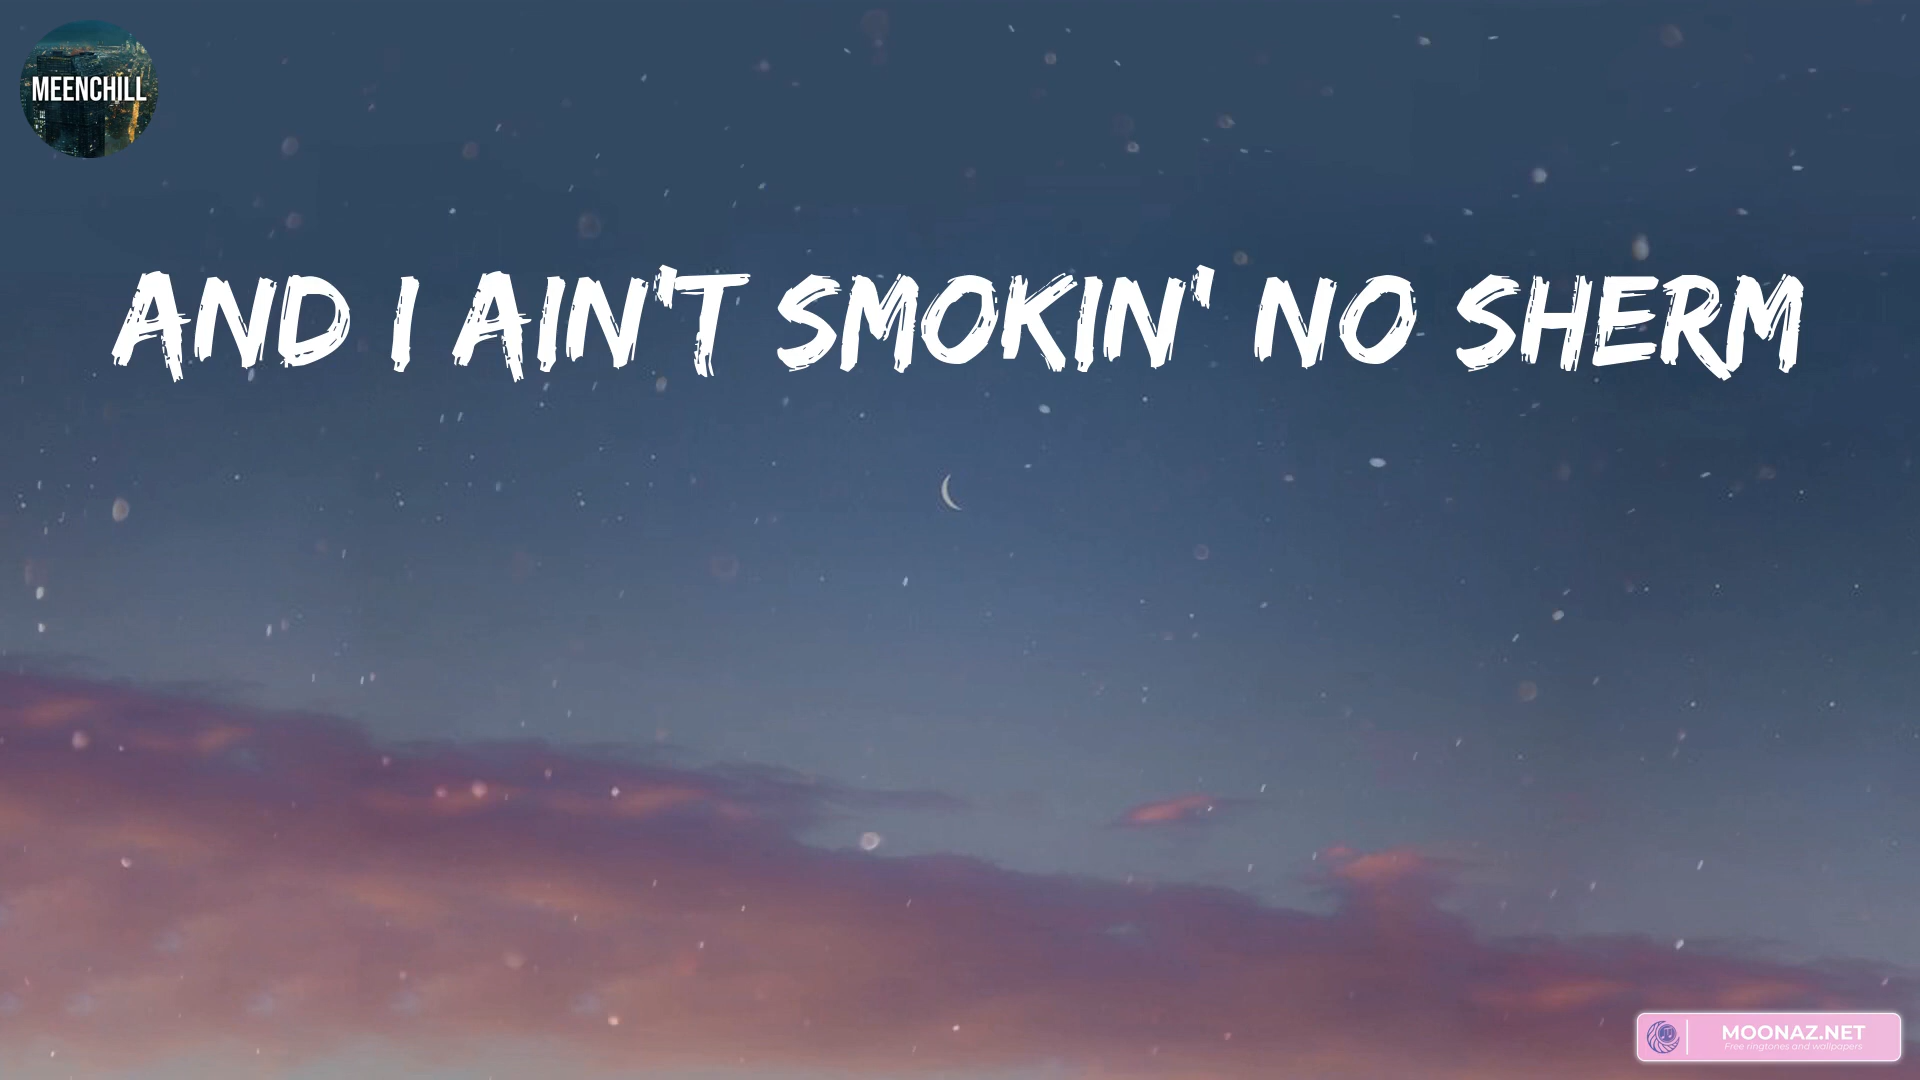 MEENCHILL
AND I AIN'T SMOKIN' NO SHERM
MOONAZ.NET
Free ringtones and wallpapers